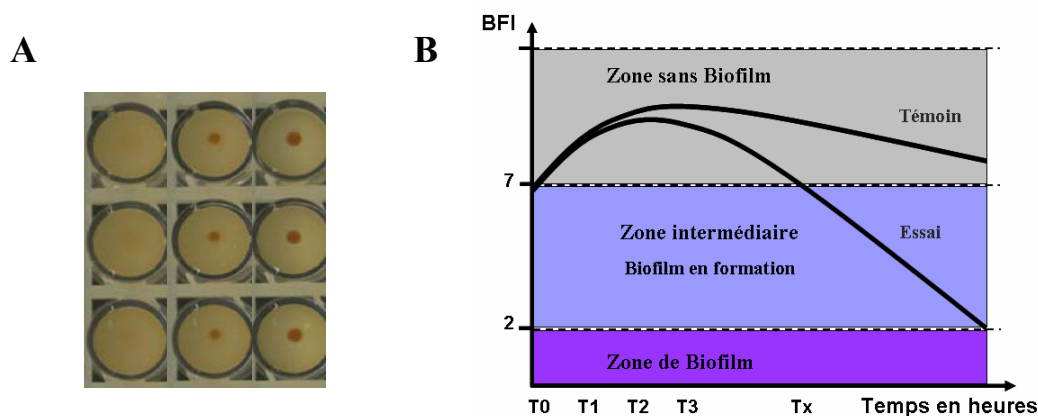 A
B
BFI
Zone sans Biofilm
Témoin
7
Zone intermédiaire
Essai
Biofilm en formation
2
Zone de Biofilm
T0 T1 T2 T3 Tx Temps en heures